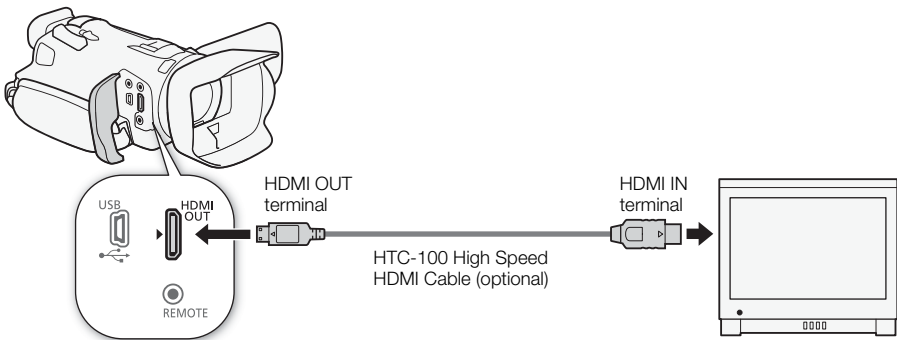 HDMI OUT
terminal
HDMI IN
terminal
USB
HDMI
OUT
HTC-100 High Speed
HDMI Cable (optional)
REMOTE